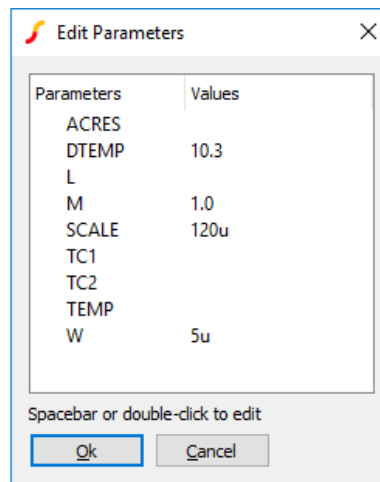 Edit Parameters
Parameters Values
ACRES
DTEMP 10.3
L
M 1.0
SCALE 120u
TC1
TC2
TEMP
W 5u
Spacebar or double-click to edit
Ok Cancel